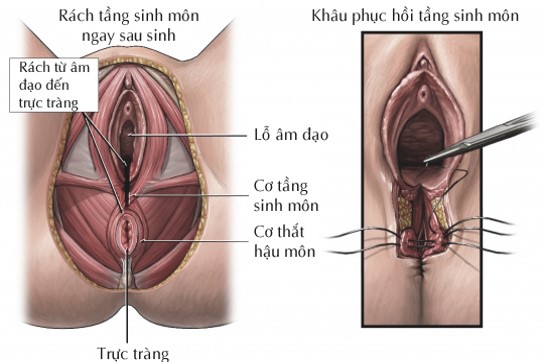 Rách tầng sinh môn
ngay sau sinh
Khâu phục hồi tầng sinh môn
Rách từ âm
đạo đến
trực tràng
Lỗ âm đạo
Cơ tầng
sinh môn
Cơ thắt
hậu môn
Trực tràng